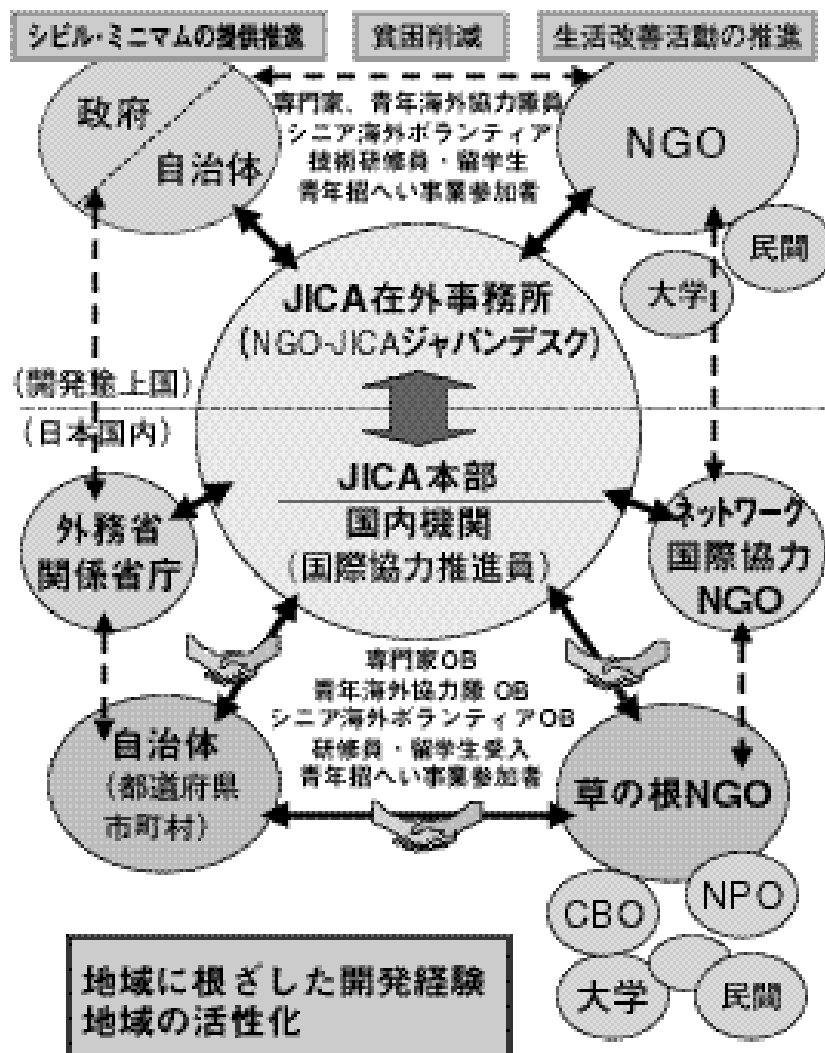 シビル・ミニマムの提供推進
貧困削減
生活改善活動の推進
政府
自治体
専門家、青年海外協力隊員
シニア海外ボランティア
技術研修員・留学生
青年招へい事業参加者
NGO
民間
大学
JICA在外事務所
(NGO-JICAジャパンデスク)
(開発途上国)
(日本国内)
JICA本部
国内機関
(国際協力推進員)
外務省
関係省庁
ネットワーク
国際協力
NGO
専門家OB
青年海外協力隊 OB
シニア海外ボランティアOB
研修員・留学生受入
青年招へい事業参加者
自治体
(都道府県
市町村)
草の根NGO
CBO
NPO
大学
民間
地域に根ざした開発経験
地域の活性化